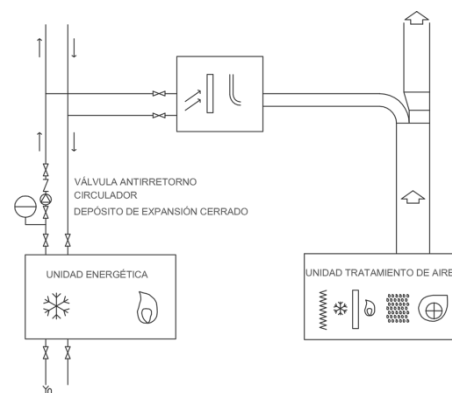 VÁLVULA ANTIRRETORNO
CIRCULADOR
DEPÓSITO DE EXPANSIÓN CERRADO
UNIDAD ENERGÉTICA
UNIDAD TRATAMIENTO DE AIRE